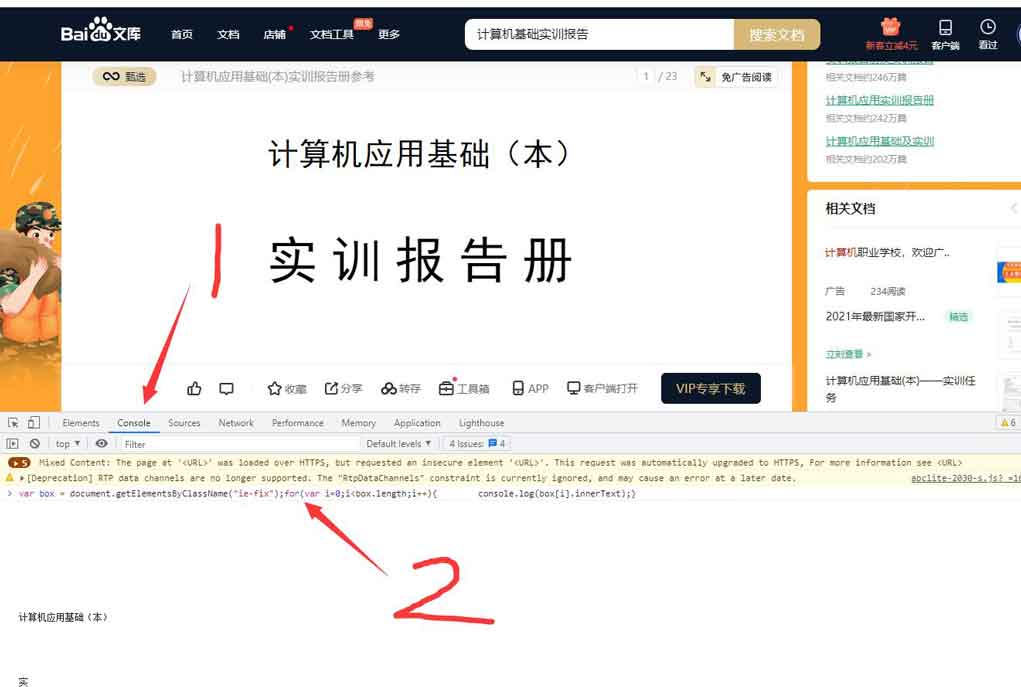 Bai du 文库 首页 文档 店铺 文档工具 限免 更多 计算机基础实训报告 搜索文档 新春立减4元 客户端 看过
甄选 计算机应用基础(本)实训报告册参考 1 / 23 免广告阅读
相关文档约246万篇
计算机应用实训报告册
相关文档约242万篇
计算机应用基础及实训
相关文档约202万篇
计算机应用基础（本）
实训报告册
1
相关文档
计算机职业学校，欢迎广..
广告 234阅读
2021年最新国家开... 精选
立刻查看 >
计算机应用基础(本)——实训任
务
收藏 分享 转存 工具箱 APP 客户端打开 VIP专享下载
Elements Console Sources Network Performance Memory Application Lighthouse 6
top ▼ Filter Default levels ▼ 4 Issues: 4
5 Mixed Content: The page at '<URL>' was loaded over HTTPS, but requested an insecure element '<URL>'. This request was automatically upgraded to HTTPS, For more information see <URL>
[Deprecation] RTP data channels are no longer supported. The "RtpDataChannels" constraint is currently ignored, and may cause an error at a later date. abclite-2030-s.js?
> var box = document.getElementsByClassName("ie-fix");for(var i=0;i<box.length;i++){ console.log(box[i].innerText);}
2
计算机应用基础（本）
实